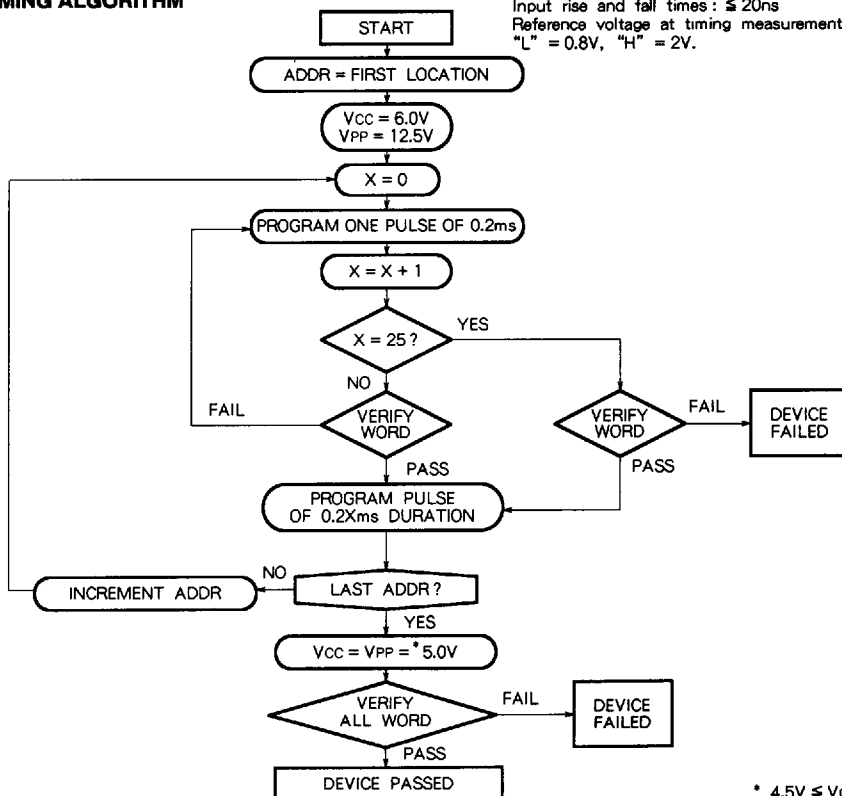 MING ALGORITHM
Input rise and fall times : ≦ 20ns
Reference voltage at timing measurement
"L" = 0.8V, "H" = 2V.
START
ADDR = FIRST LOCATION
VCC = 6.0V
VPP = 12.5V
X = 0
PROGRAM ONE PULSE OF 0.2ms
X = X + 1
X = 25 ?
YES
NO
FAIL
VERIFY
WORD
PASS
VERIFY
WORD
FAIL
PASS
DEVICE
FAILED
PROGRAM PULSE
OF 0.2Xms DURATION
LAST ADDR ?
NO
INCREMENT ADDR
YES
VCC = VPP = *5.0V
VERIFY
ALL WORD
FAIL
DEVICE
FAILED
PASS
DEVICE PASSED
* 4.5V ≦ V